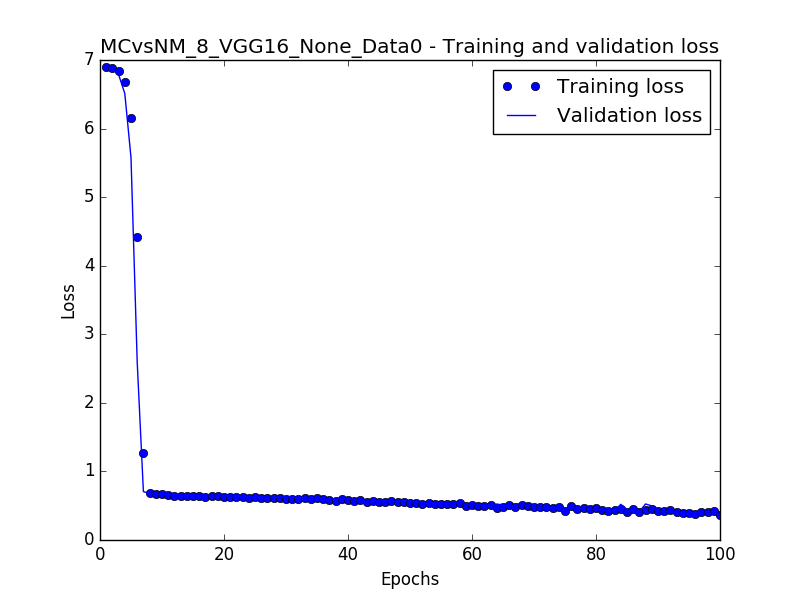 MCvsNM_8_VGG16_None_Data0 - Training and validation loss
Training loss
Validation loss
7
6
5
4
3
2
1
0
Loss
0 20 40 60 80 100
Epochs